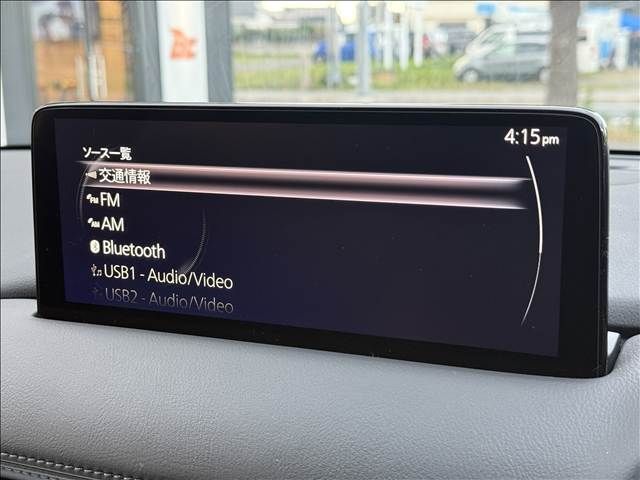 4:15pm
ソース一覧
交通情報
FM
AM
Bluetooth
USB1 - Audio/Video
USB2 - Audio/Video